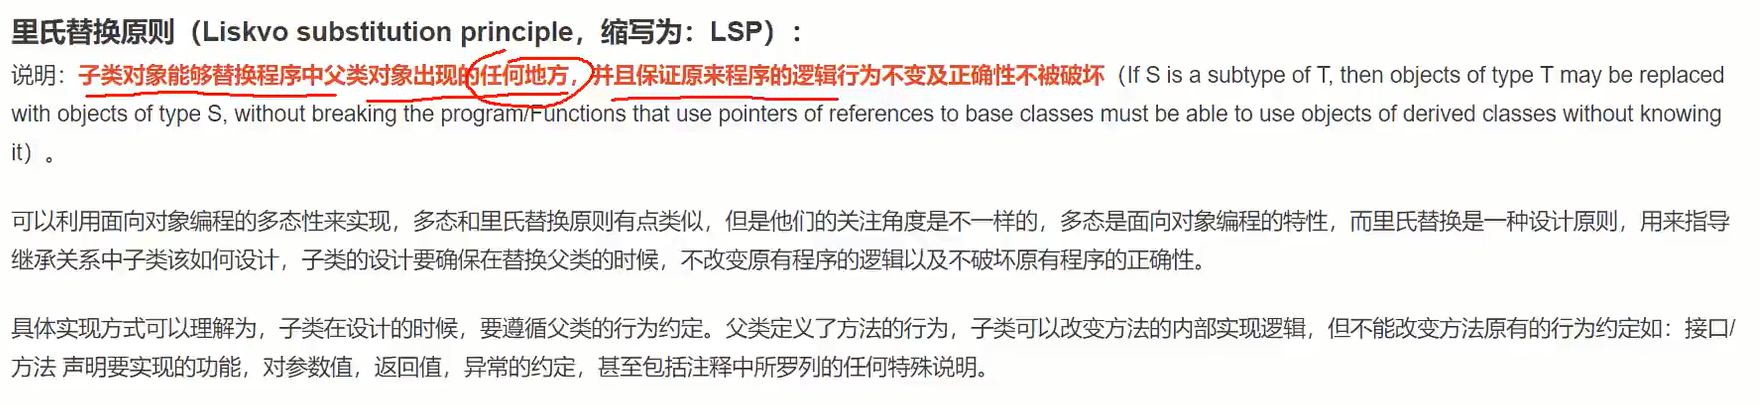 里氏替换原则（Liskvo substitution principle，缩写为：LSP）：
说明：子类对象能够替换程序中父类对象出现的任何地方，并且保证原来程序的逻辑行为不变及正确性不被破坏（If S is a subtype of T, then objects of type T may be replaced
with objects of type S, without breaking the program/Functions that use pointers of references to base classes must be able to use objects of derived classes without knowing
it）。
可以利用面向对象编程的多态性来实现，多态和里氏替换原则有点类似，但是他们的关注角度是不一样的，多态是面向对象编程的特性，而里氏替换是一种设计原则，用来指导
继承关系中子类该如何设计，子类的设计要确保在替换父类的时候，不改变原有程序的逻辑以及不破坏原有程序的正确性。
具体实现方式可以理解为，子类在设计的时候，要遵循父类的行为约定。父类定义了方法的行为，子类可以改变方法的内部实现逻辑，但不能改变方法原有的行为约定如：接口/
方法 声明要实现的功能，对参数值，返回值，异常的约定，甚至包括注释中所罗列的任何特殊说明。